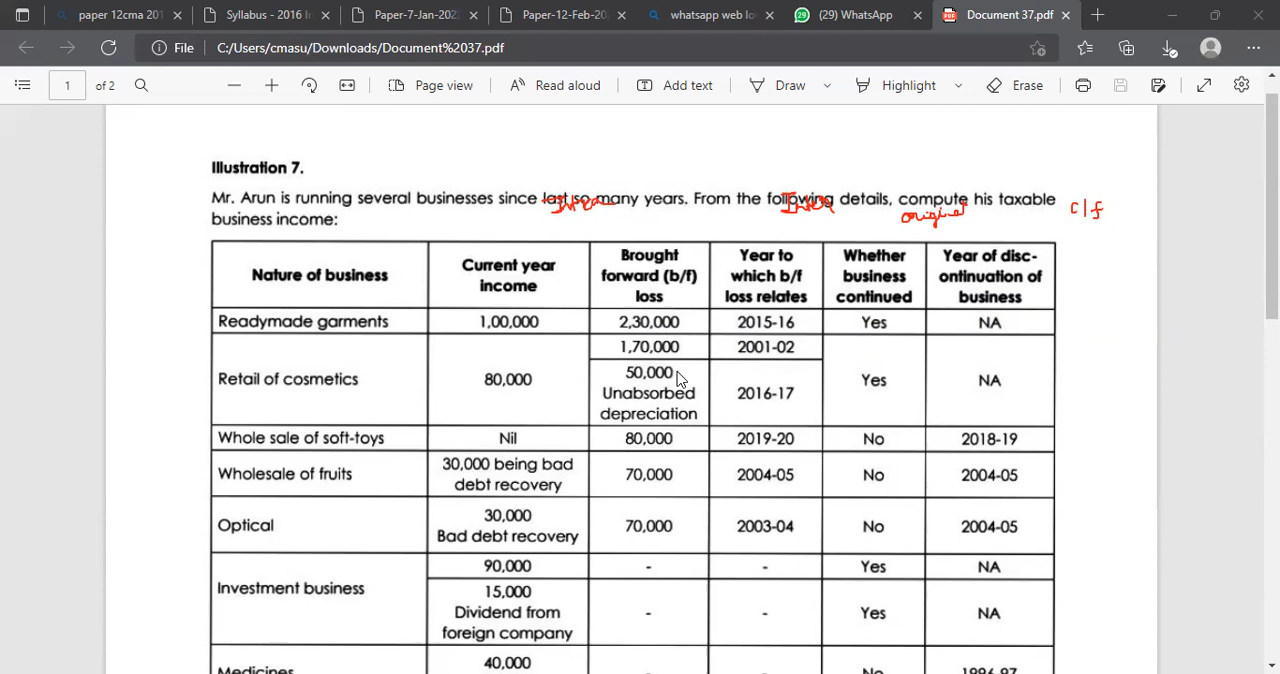 paper 12cma 201
Syllabus - 2016 In
Paper-7-Jan-202
Paper-12-Feb-20
whatsapp web lo
(29) WhatsApp
Document 37.pdf
File C:/Users/cmasu/Downloads/Document%2037.pdf
1 of 2 Page view Read aloud Add text Draw Highlight Erase
Illustration 7.
Mr. Arun is running several businesses since last so many years. From the following details, compute his taxable
Intra Inter original c/f
business income:
Nature of business
Current year income
Brought forward (b/f) loss
Year to which b/f loss relates
Whether business continued
Year of disc-ontinuation of business
Readymade garments 1,00,000 2,30,000 2015-16 Yes NA
Retail of cosmetics 80,000 1,70,000 2001-02 Yes NA
50,000 Unabsorbed depreciation 2016-17
Whole sale of soft-toys Nil 80,000 2019-20 No 2018-19
Wholesale of fruits 30,000 being bad debt recovery 70,000 2004-05 No 2004-05
Optical 30,000 Bad debt recovery 70,000 2003-04 No 2004-05
Investment business 90,000 - - Yes NA
15,000 Dividend from foreign company - - Yes NA
Medicines 40,000 - - No 1996-97